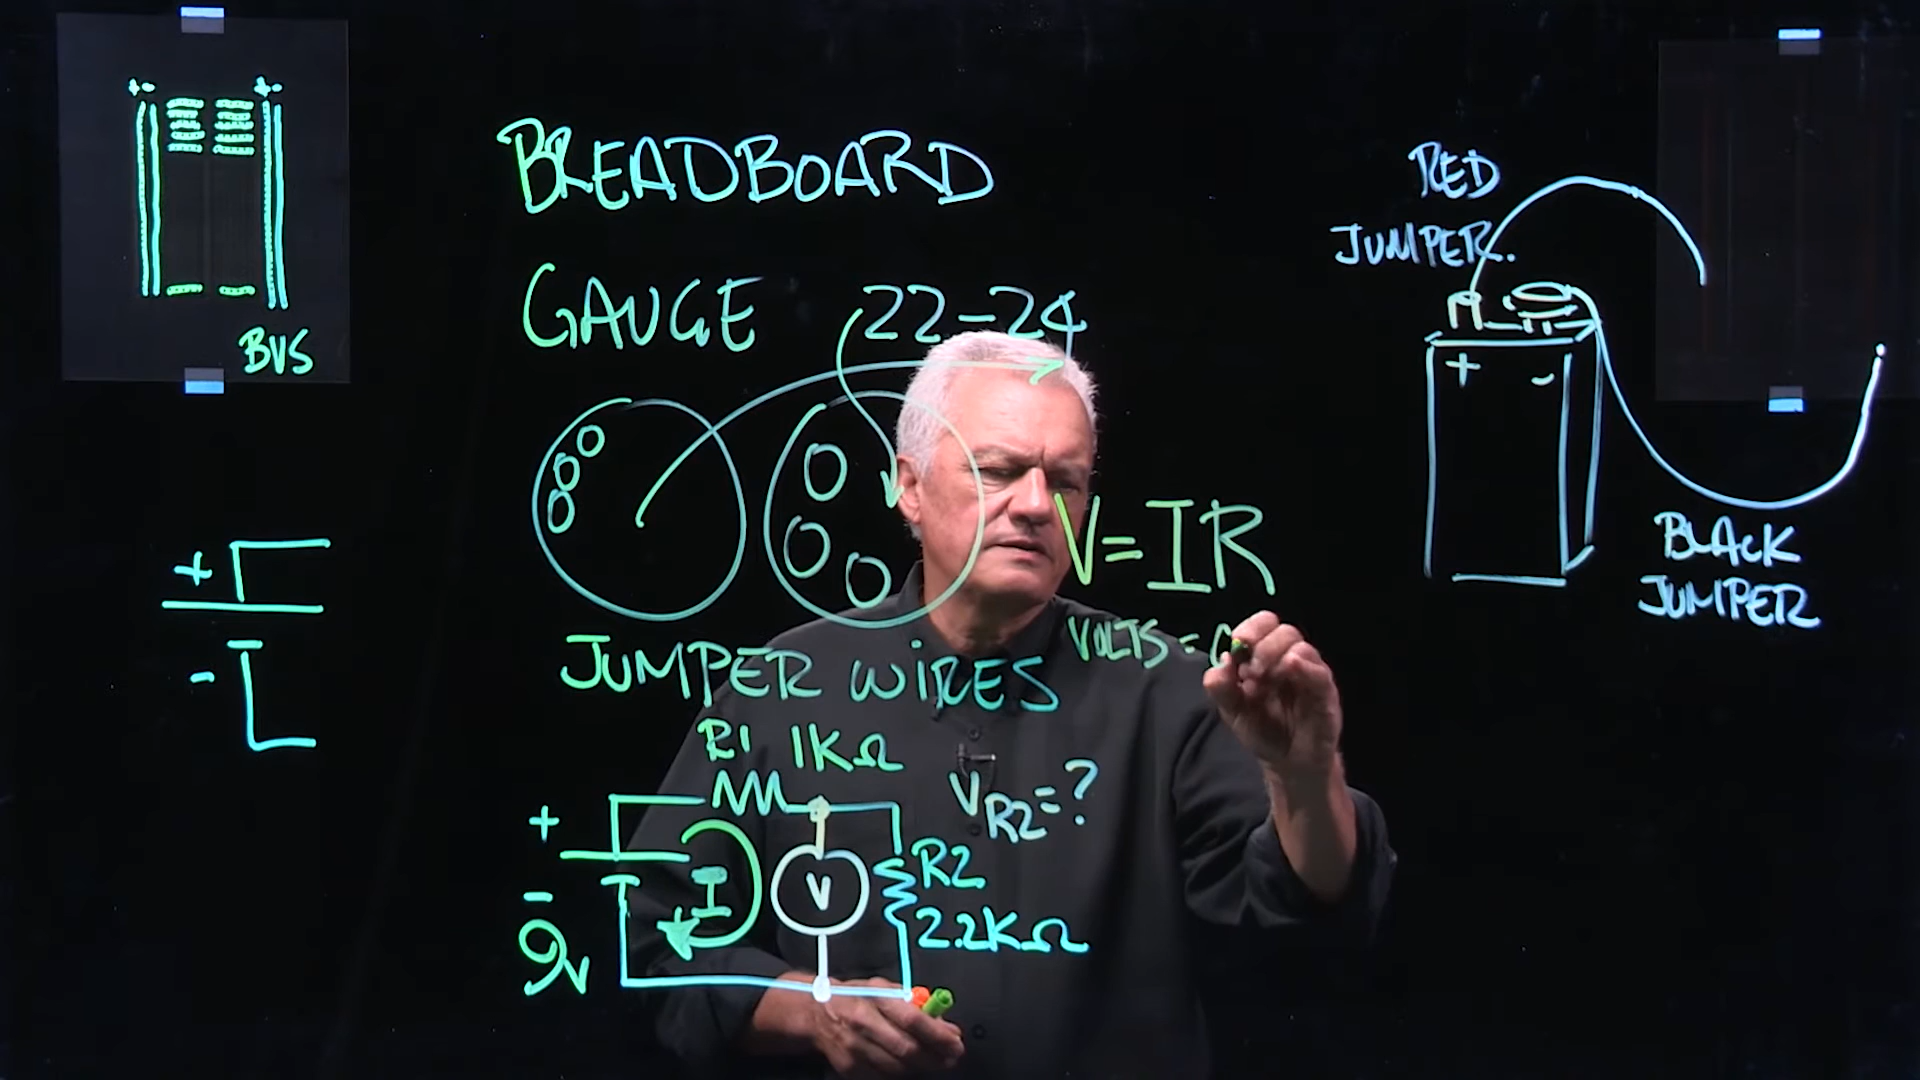 + - + -
BUS
BREADBOARD
GAUGE 22-24
JUMPER WIRES
V=IR
VOLTS =
RED
JUMPER.
+ -
BLACK
JUMPER
+
-
R1 1KΩ
VR2=?
+
-
9V
I
V
R2
2.2KΩ